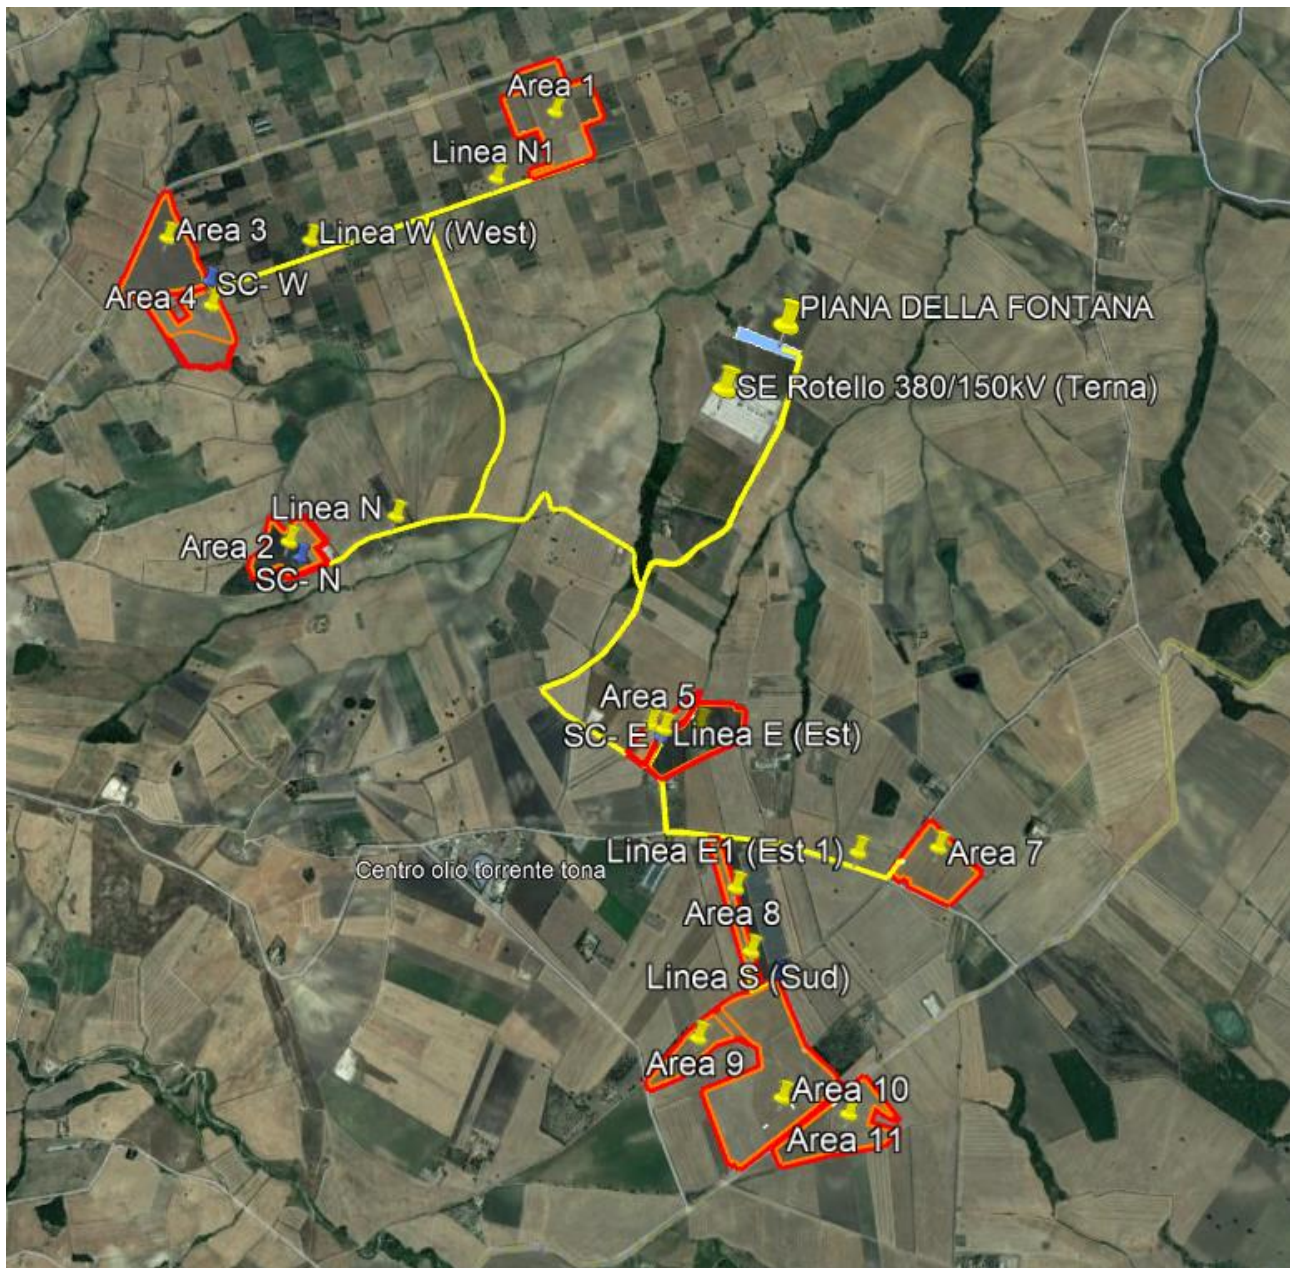 Area 1
Linea N1
Area 3
Linea W (West)
SC- W
Area 4
PIANA DELLA FONTANA
SE Rotello 380/150kV (Terna)
Linea N
Area 2
SC- N
Area 5
SC- E
Linea E (Est)
Linea E1 (Est 1)
Area 7
Centro olio torrente tona
Area 8
Linea S (Sud)
Area 9
Area 10
Area 11